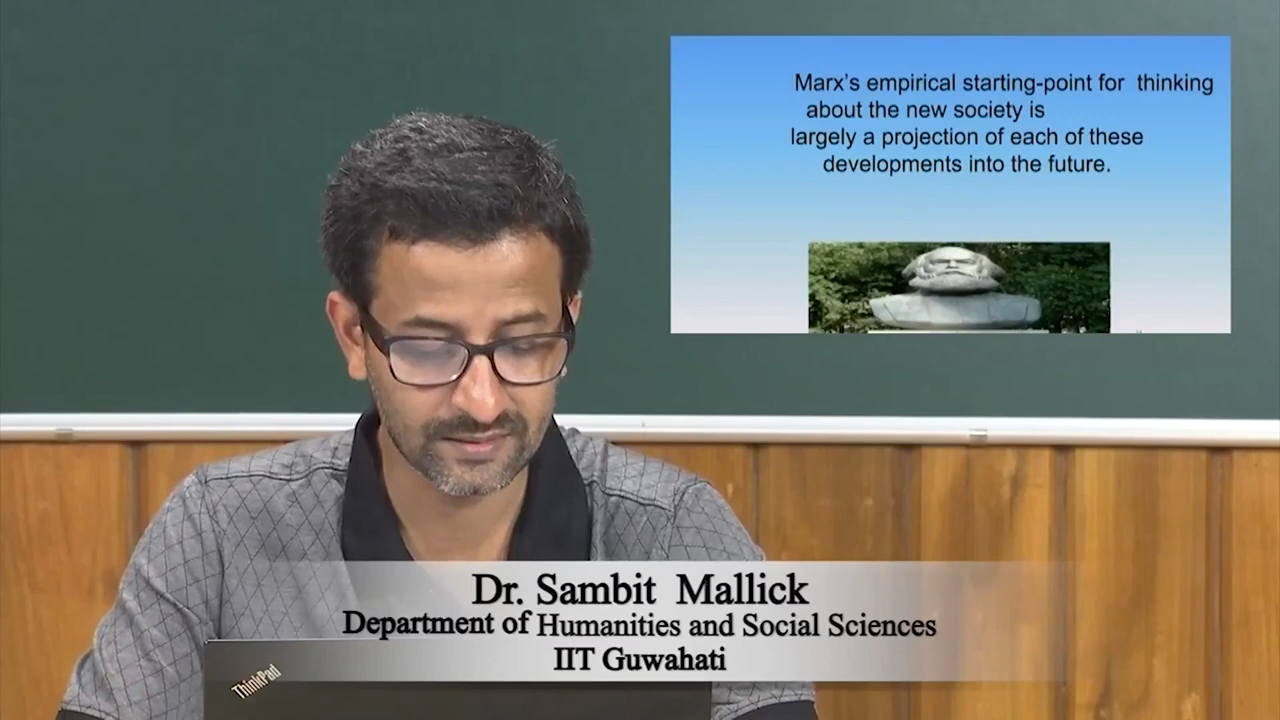 Marx's empirical starting-point for thinking
about the new society is
largely a projection of each of these
developments into the future.
Dr. Sambit Mallick
Department of Humanities and Social Sciences
IIT Guwahati
ThinkPad